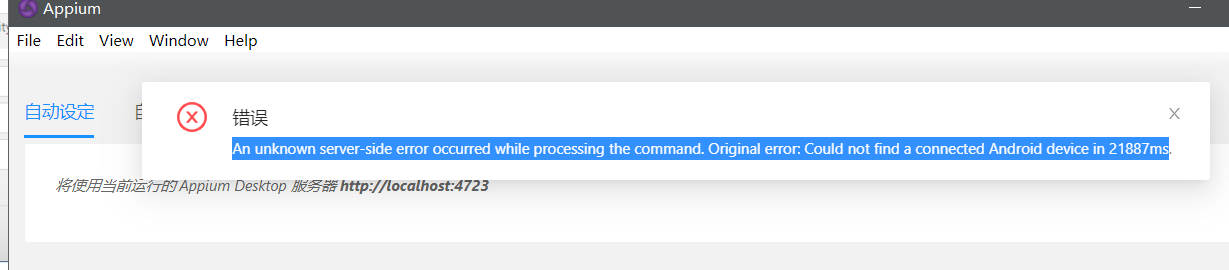 Appium
File Edit View Window Help
自动设定
错误
An unknown server-side error occurred while processing the command. Original error: Could not find a connected Android device in 21887ms.
将使用当前运行的 Appium Desktop 服务器 http://localhost:4723